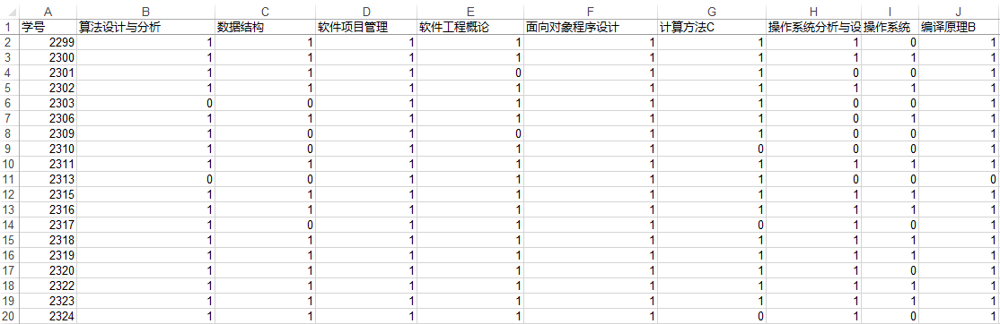 A B C D E F G H I J
1 学号 算法设计与分析 数据结构 软件项目管理 软件工程概论 面向对象程序设计 计算方法C 操作系统分析与设 操作系统 编译原理B
2 2299 1 1 1 1 1 1 1 0 1
3 2300 1 1 1 1 1 1 1 1 1
4 2301 1 1 1 0 1 1 0 0 1
5 2302 1 1 1 1 1 1 1 1 1
6 2303 0 0 1 1 1 1 0 0 1
7 2306 1 1 1 1 1 1 0 1 1
8 2309 1 0 1 0 1 1 0 0 1
9 2310 1 0 1 1 1 0 0 0 1
10 2311 1 1 1 1 1 1 1 1 1
11 2313 0 0 1 1 1 1 0 0 0
12 2315 1 1 1 1 1 1 1 1 1
13 2316 1 1 1 1 1 1 1 1 1
14 2317 1 0 1 1 1 0 1 0 1
15 2318 1 1 1 1 1 1 1 1 1
16 2319 1 1 1 1 1 1 1 1 1
17 2320 1 1 1 1 1 1 1 0 1
18 2322 1 1 1 1 1 1 1 1 1
19 2323 1 1 1 1 1 1 1 1 1
20 2324 1 1 1 1 1 0 1 0 1